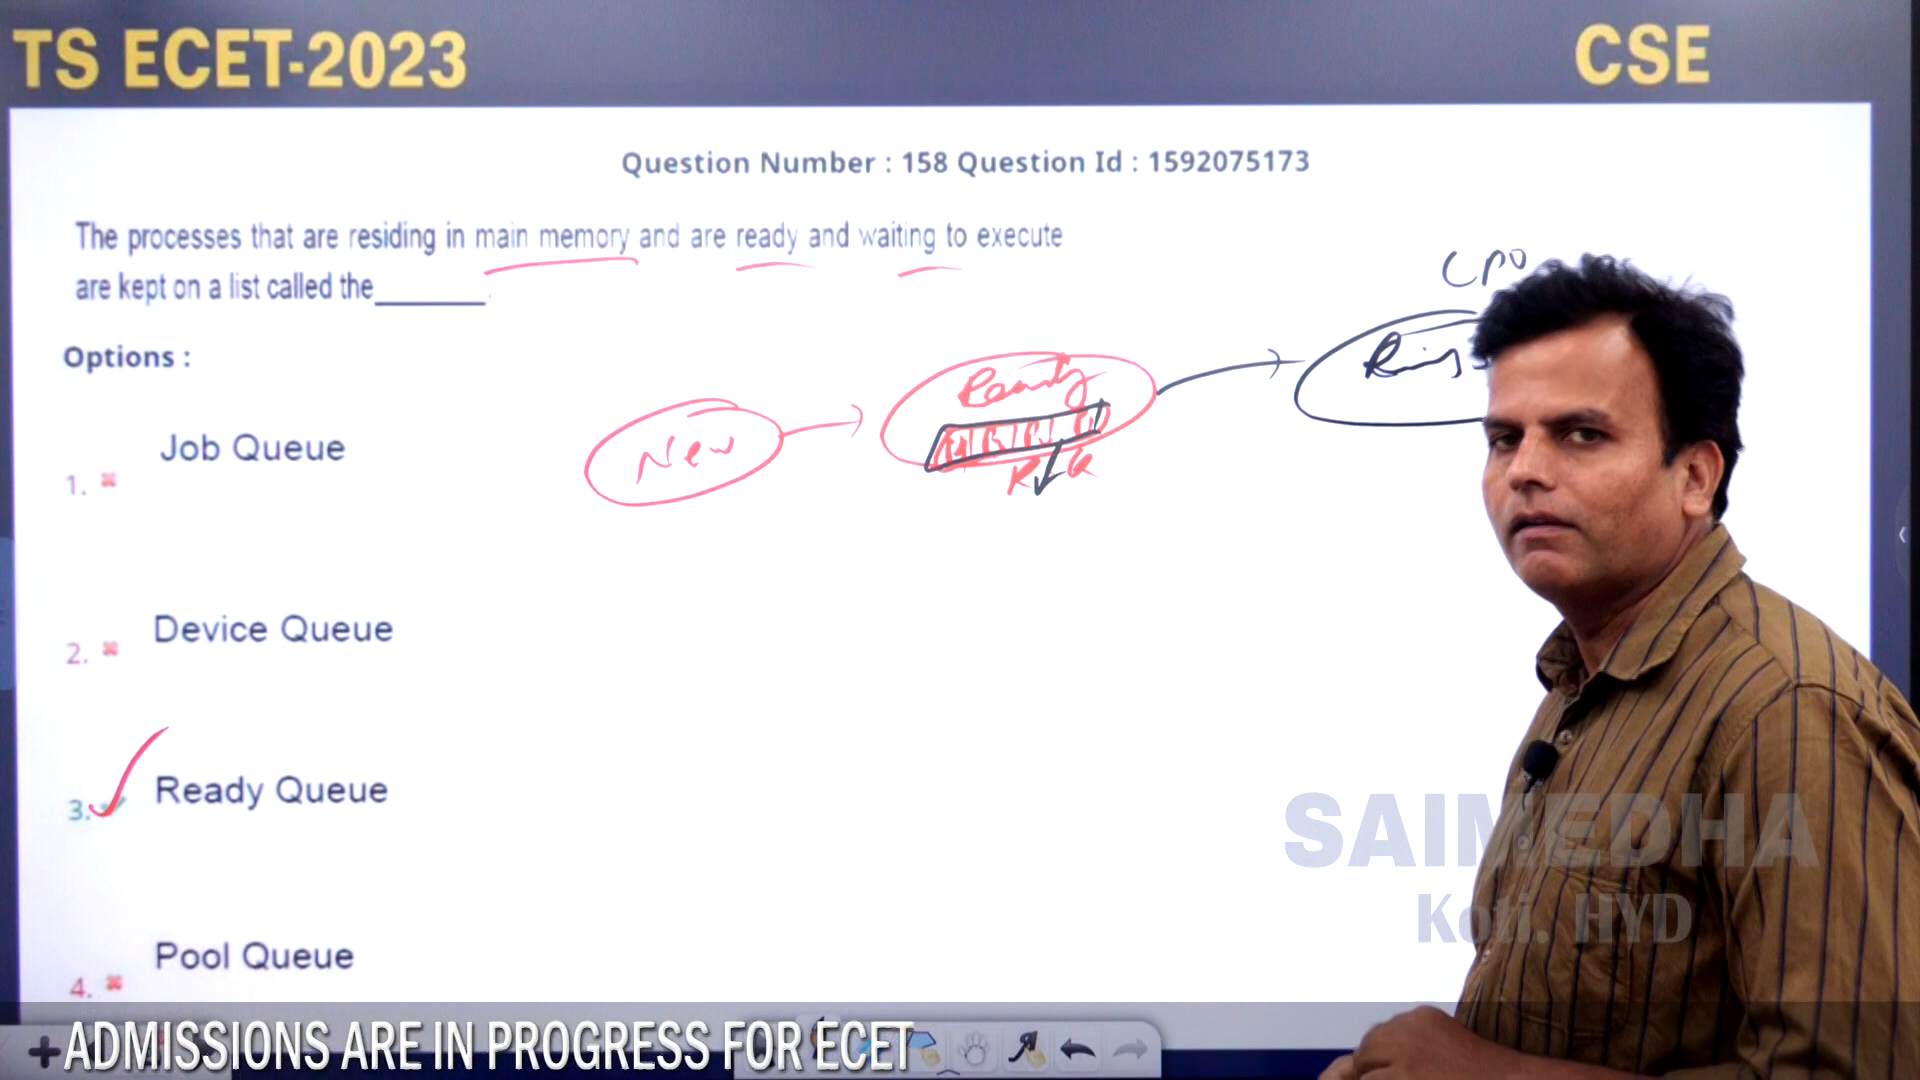 TS ECET-2023
CSE
Question Number : 158 Question Id : 1592075173
The processes that are residing in main memory and are ready and waiting to execute
are kept on a list called the________.
Options :
CPU
Ready
New
R Q
1. Job Queue
2. Device Queue
3. Ready Queue
4. Pool Queue
SAIMEDHA
Koti. HYD
ADMISSIONS ARE IN PROGRESS FOR ECET